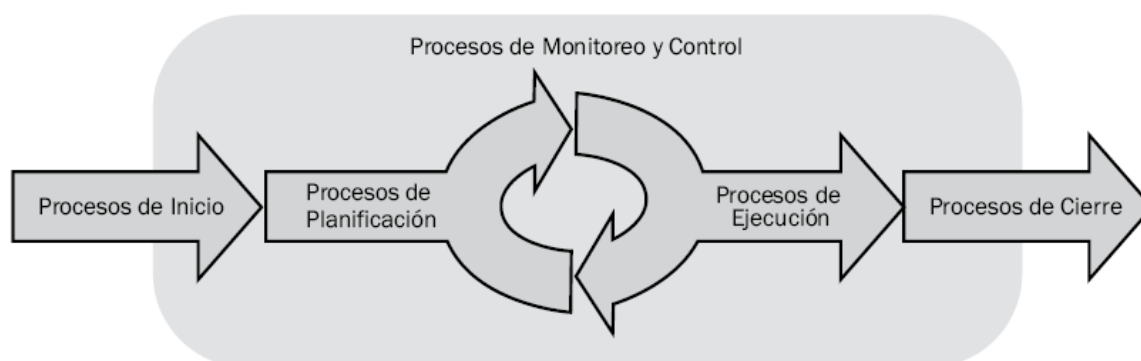 Procesos de Monitoreo y Control
Procesos de Inicio
Procesos de
Planificación
Procesos de
Ejecución
Procesos de Cierre